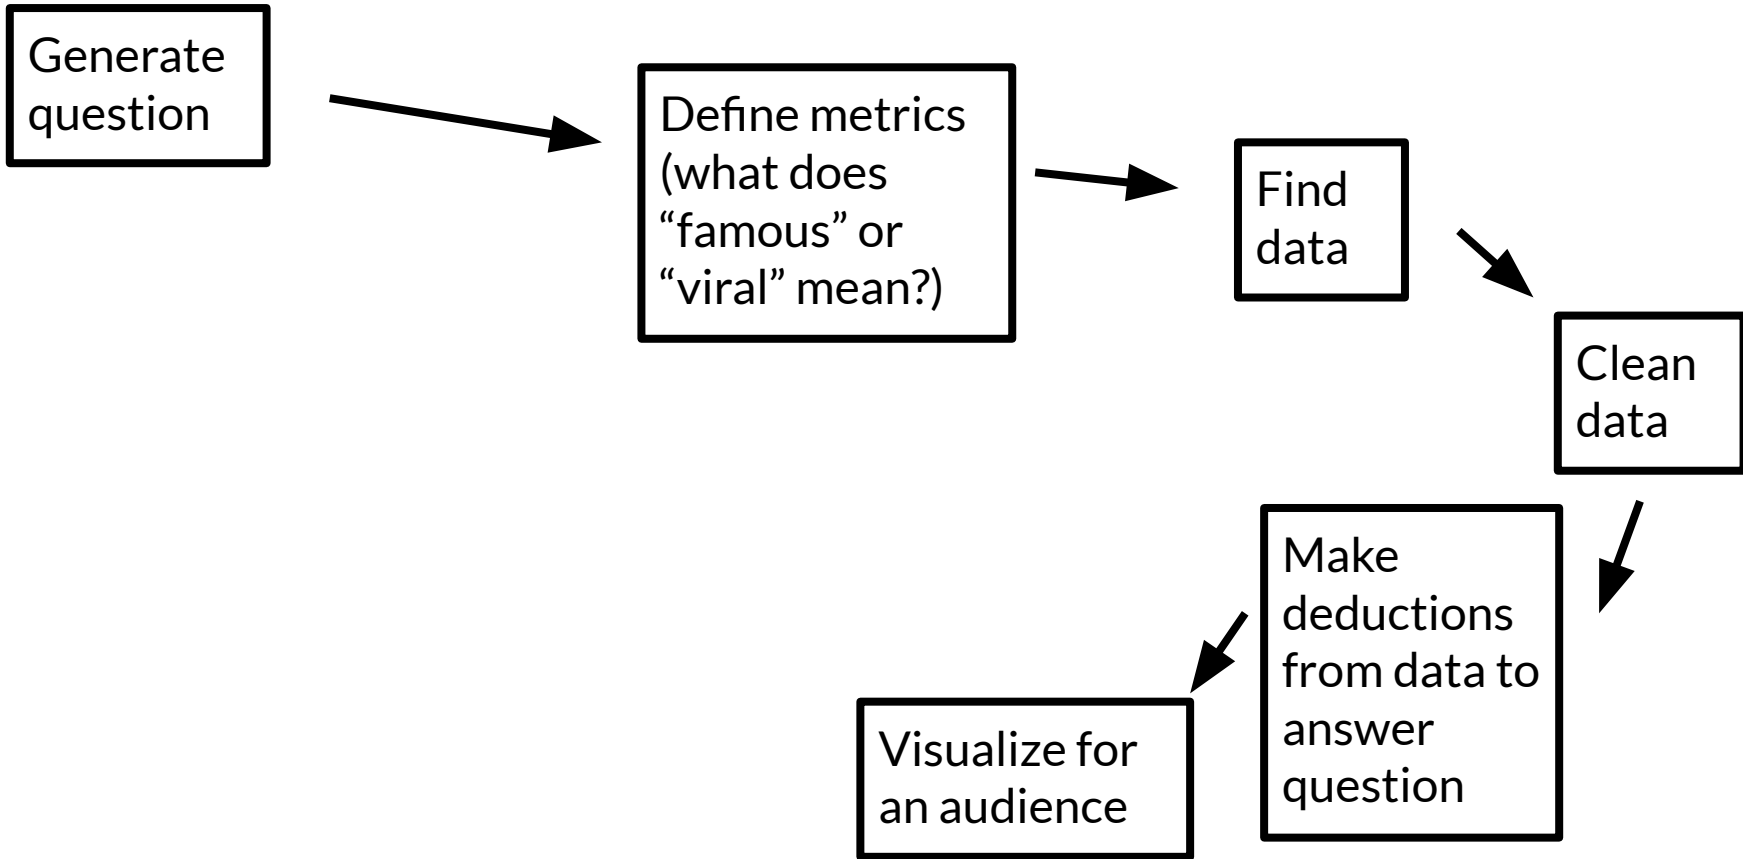 Generate
question
Define metrics
(what does
“famous” or
“viral” mean?)
Find
data
Clean
data
Make
deductions
from data to
answer
question
Visualize for
an audience